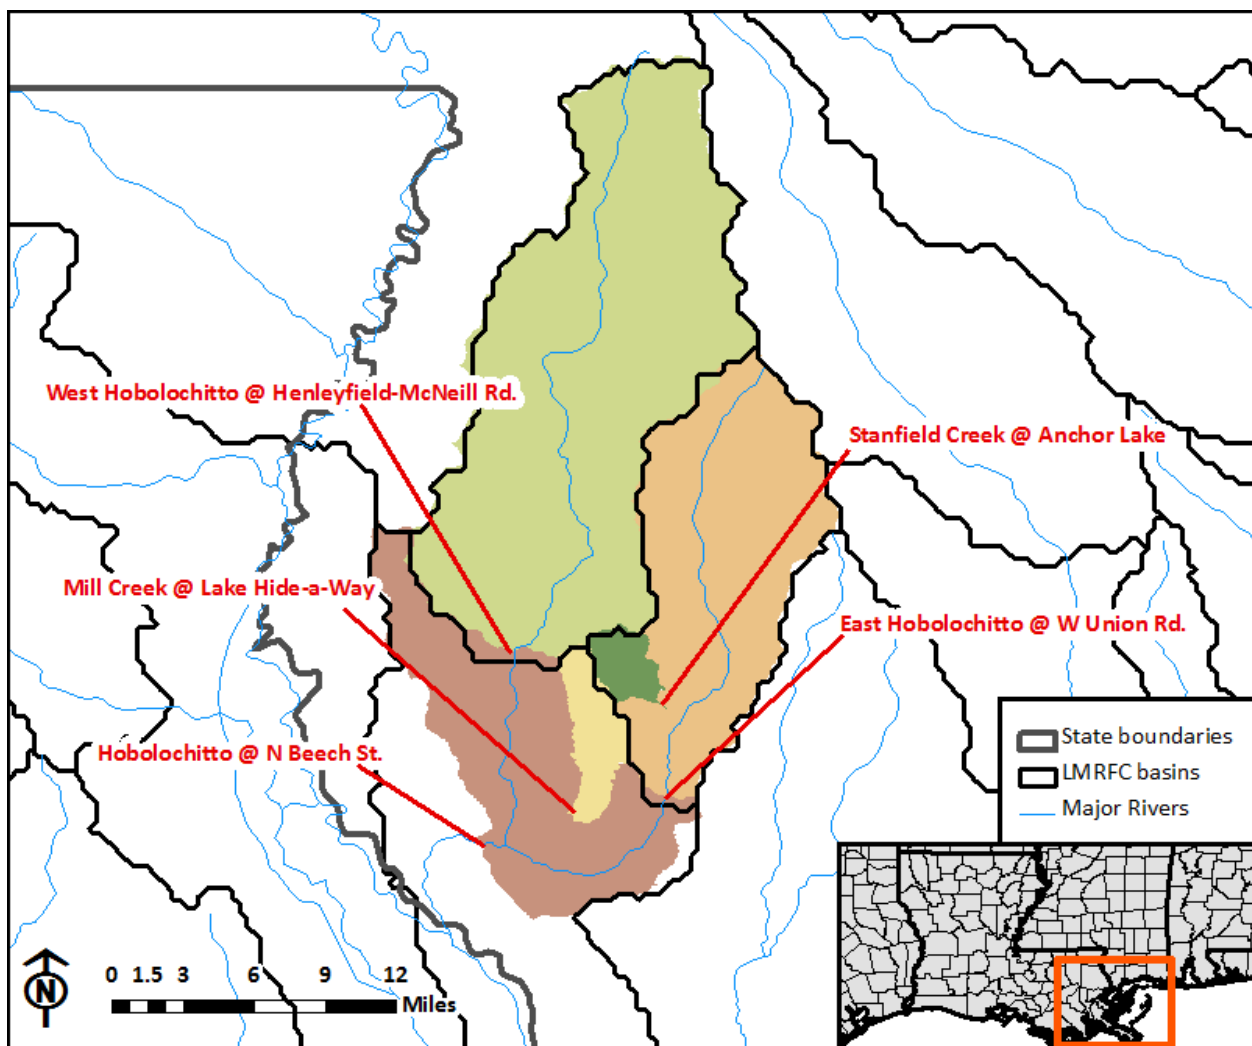 West Hobolochitto @ Henleyfield-McNeill Rd.
Stanfield Creek @ Anchor Lake
Mill Creek @ Lake Hide-a-Way
East Hobolochitto @ W Union Rd.
Hobolochitto @ N Beech St.
State boundaries
LMRFC basins
Major Rivers
N
0 1.5 3 6 9 12
Miles